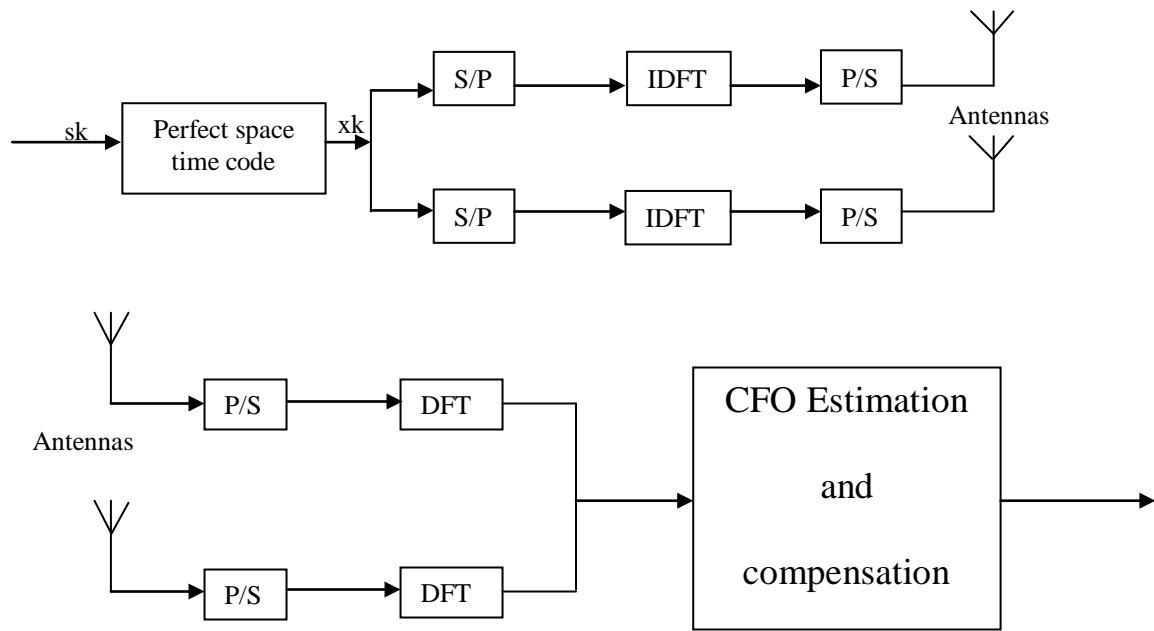 S/P
IDFT
P/S
sk
Perfect space
time code
xk
Antennas
S/P
IDFT
P/S
P/S
DFT
Antennas
P/S
DFT
CFO Estimation
and
compensation